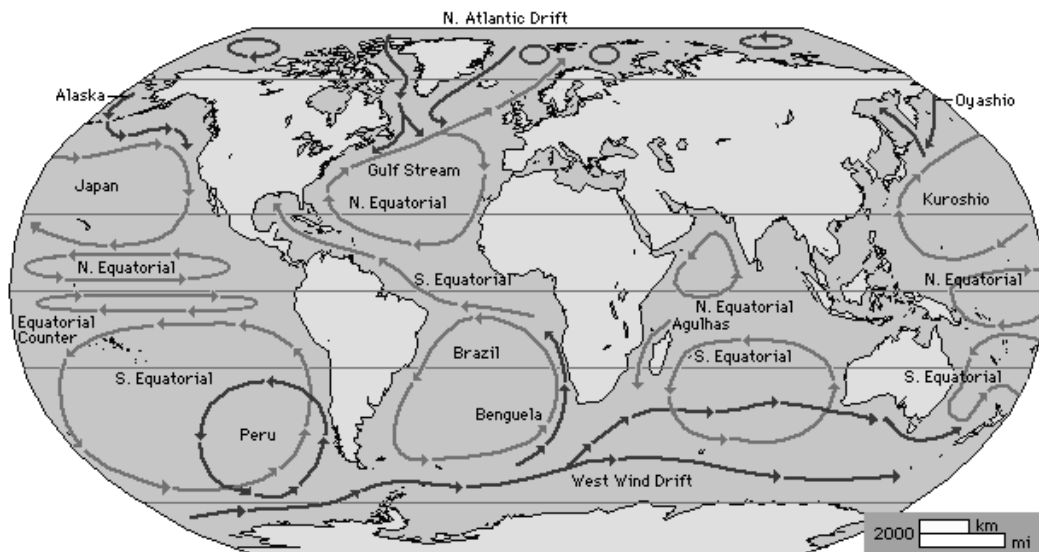 N. Atlantic Drift
Alaska
Oyashio
Gulf Stream
Japan
N. Equatorial
Kuroshio
N. Equatorial
S. Equatorial
N. Equatorial
N. Equatorial
Equatorial
Counter
Agulhas
Brazil
S. Equatorial
S. Equatorial
S. Equatorial
Benguela
Peru
West Wind Drift
2000
km
mi